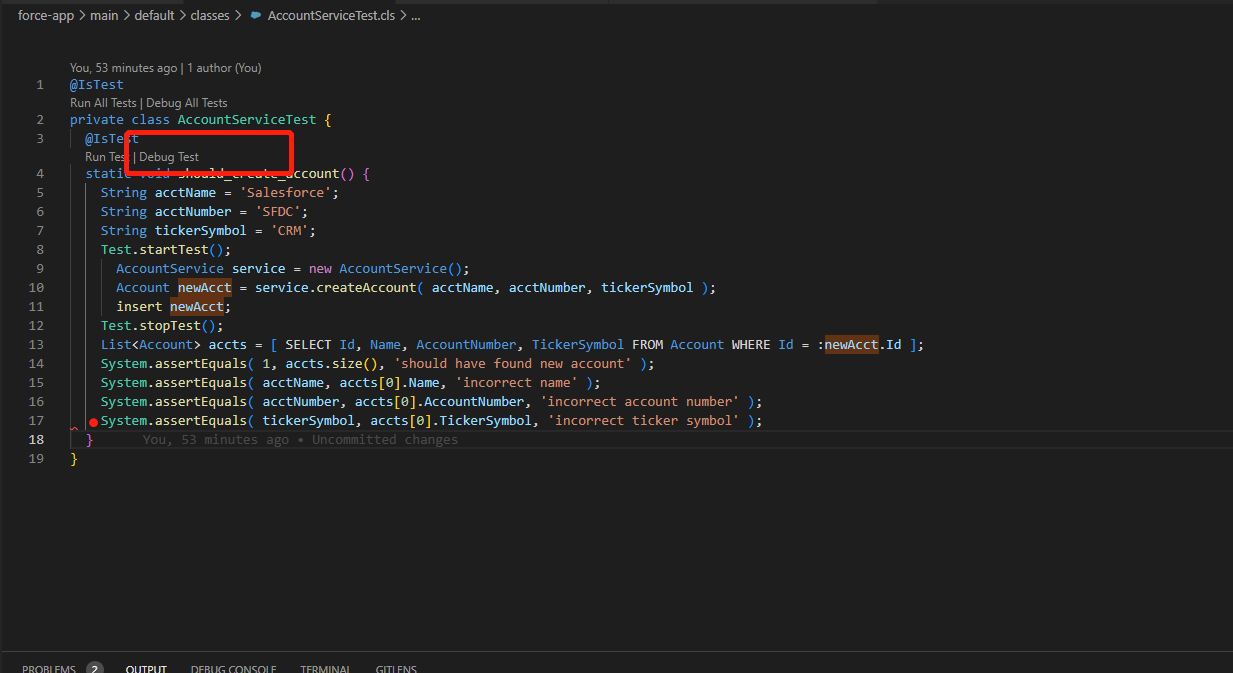 force-app > main > default > classes > AccountServiceTest.cls > ...
You, 53 minutes ago | 1 author (You)
1 @IsTest
Run All Tests | Debug All Tests
2 private class AccountServiceTest {
3 @IsTest
Run Test | Debug Test
4 static void should_create_account() {
5 String acctName = 'Salesforce';
6 String acctNumber = 'SFDC';
7 String tickerSymbol = 'CRM';
8 Test.startTest();
9 AccountService service = new AccountService();
10 Account newAcct = service.createAccount( acctName, acctNumber, tickerSymbol );
11 insert newAcct;
12 Test.stopTest();
13 List<Account> accts = [ SELECT Id, Name, AccountNumber, TickerSymbol FROM Account WHERE Id = :newAcct.Id ];
14 System.assertEquals( 1, accts.size(), 'should have found new account' );
15 System.assertEquals( acctName, accts[0].Name, 'incorrect name' );
16 System.assertEquals( acctNumber, accts[0].AccountNumber, 'incorrect account number' );
17 System.assertEquals( tickerSymbol, accts[0].TickerSymbol, 'incorrect ticker symbol' );
18 } You, 53 minutes ago • Uncommitted changes
19 }
PROBLEMS 2 OUTPUT DEBUG CONSOLE TERMINAL GITLENS